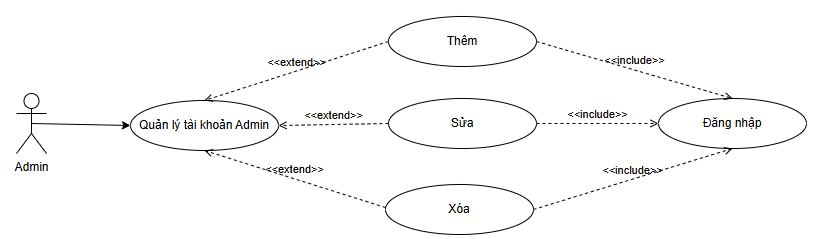 Thêm
<<extend>>
<<include>>
Quản lý tài khoản Admin
<<extend>>
Sửa
<<include>>
Đăng nhập
Admin
<<extend>>
<<include>>
Xóa